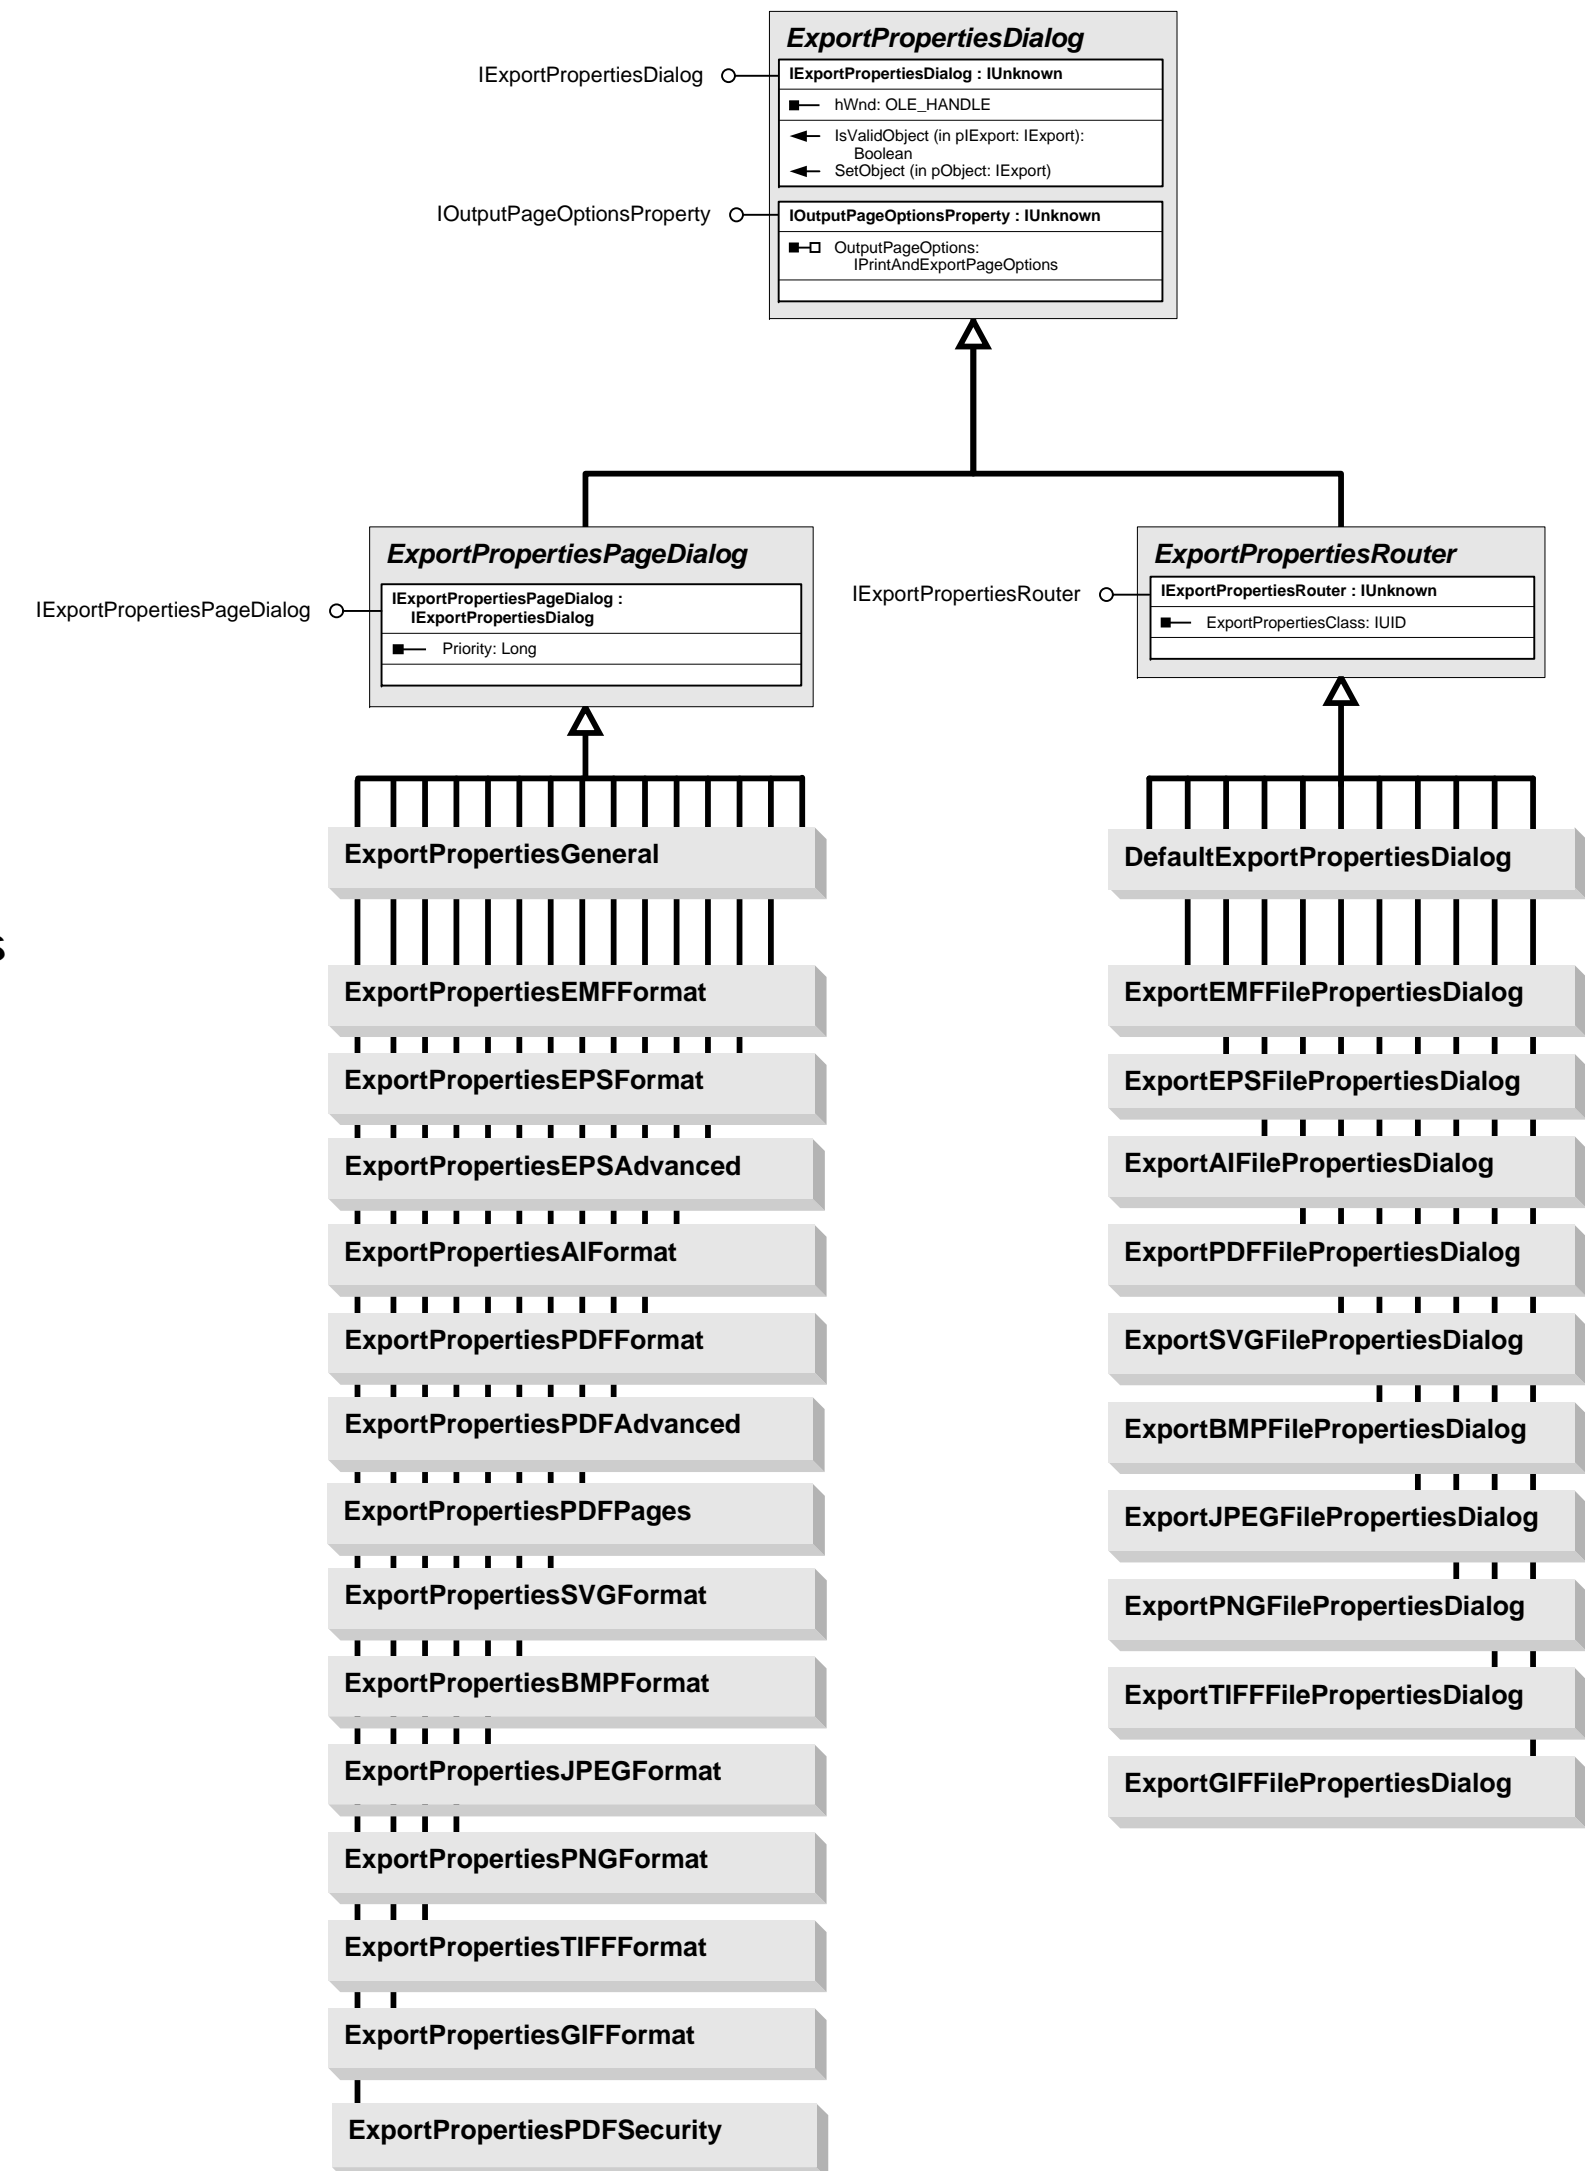 ExportPropertiesDialog
IExportPropertiesDialog
IExportPropertiesDialog : IUnknown
hWnd: OLE_HANDLE
IsValidObject (in pIExport: IExport):
Boolean
SetObject (in pObject: IExport)
IOutputPageOptionsProperty
IOutputPageOptionsProperty : IUnknown
OutputPageOptions:
IPrintAndExportPageOptions
ExportPropertiesPageDialog
IExportPropertiesPageDialog
IExportPropertiesPageDialog :
IExportPropertiesDialog
Priority: Long
ExportPropertiesRouter
IExportPropertiesRouter
IExportPropertiesRouter : IUnknown
ExportPropertiesClass: IUID
ExportPropertiesGeneral
ExportPropertiesEMFFormat
ExportPropertiesEPSFormat
ExportPropertiesEPSAdvanced
ExportPropertiesAIFormat
ExportPropertiesPDFFormat
ExportPropertiesPDFAdvanced
ExportPropertiesPDFPages
ExportPropertiesSVGFormat
ExportPropertiesBMPFormat
ExportPropertiesJPEGFormat
ExportPropertiesPNGFormat
ExportPropertiesTIFFFormat
ExportPropertiesGIFFormat
ExportPropertiesPDFSecurity
DefaultExportPropertiesDialog
ExportEMFFilePropertiesDialog
ExportEPSFilePropertiesDialog
ExportAIFilePropertiesDialog
ExportPDFFilePropertiesDialog
ExportSVGFilePropertiesDialog
ExportBMPFilePropertiesDialog
ExportJPEGFilePropertiesDialog
ExportPNGFilePropertiesDialog
ExportTIFFFilePropertiesDialog
ExportGIFFilePropertiesDialog
s